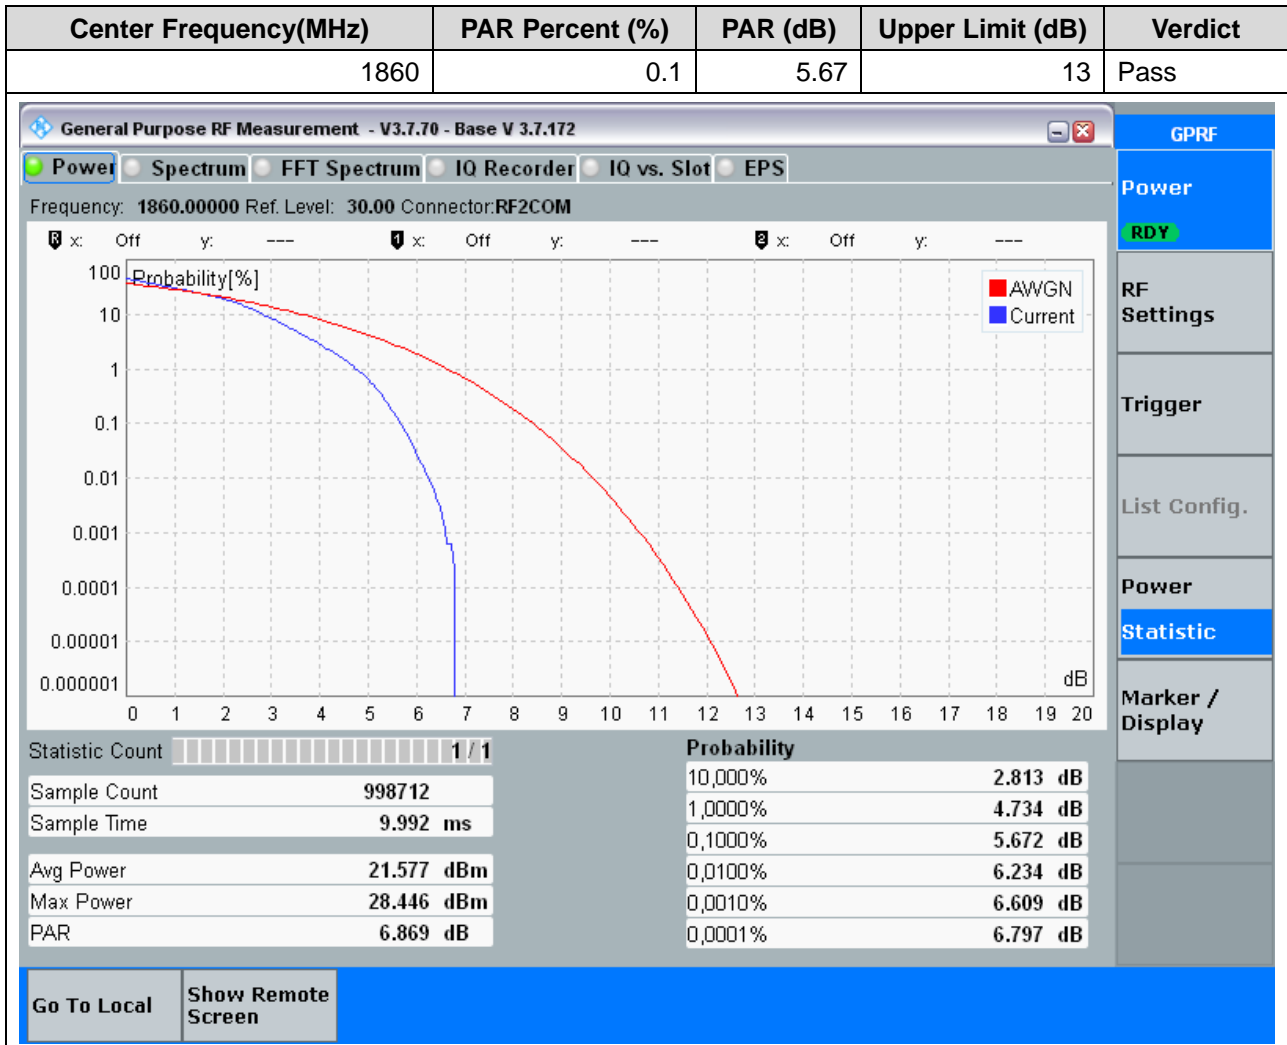 Center Frequency(MHz) PAR Percent (%) PAR (dB) Upper Limit (dB) Verdict
1860 0.1 5.67 13 Pass
General Purpose RF Measurement - V3.7.70 - Base V 3.7.172
GPRF
Power Spectrum FFT Spectrum IQ Recorder IQ vs. Slot EPS
Frequency: 1860.00000 Ref. Level: 30.00 Connector:RF2COM
R x: Off y: --- 1 x: Off y: --- 2 x: Off y: ---
Probability[%]
100
10
1
0.1
0.01
0.001
0.0001
0.00001
0.000001
AWGN
Current
dB
0 1 2 3 4 5 6 7 8 9 10 11 12 13 14 15 16 17 18 19 20
Statistic Count 1 / 1
Sample Count 998712
Sample Time 9.992 ms
Avg Power 21.577 dBm
Max Power 28.446 dBm
PAR 6.869 dB
Probability
10,000% 2.813 dB
1,0000% 4.734 dB
0,1000% 5.672 dB
0,0100% 6.234 dB
0,0010% 6.609 dB
0,0001% 6.797 dB
Power
RDY
RF
Settings
Trigger
List Config.
Power
Statistic
Marker /
Display
Go To Local
Show Remote
Screen